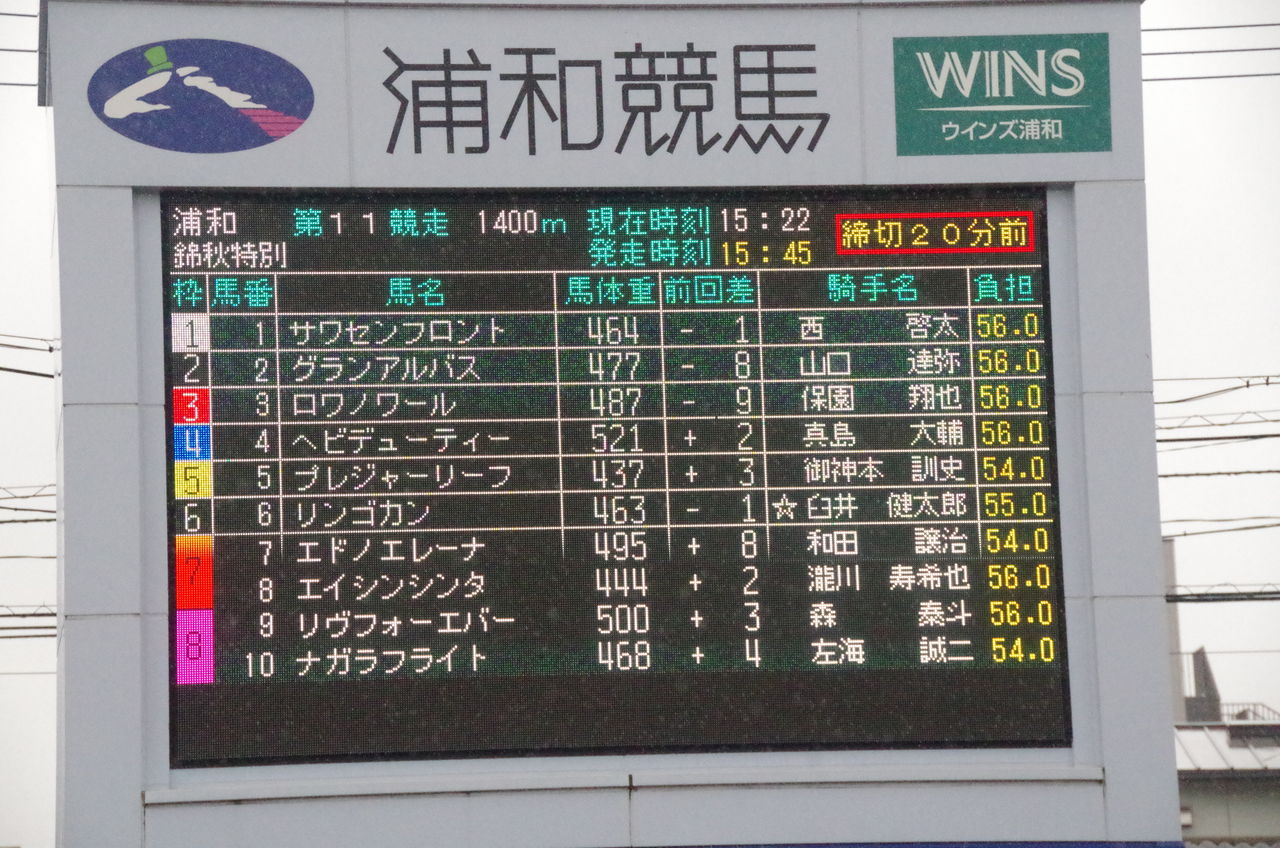 浦和競馬
WINS
ウインズ浦和
浦和 第11競走 1400m 現在時刻 15:22 締切20分前
錦秋特別 発走時刻 15:45
枠 馬番 馬名 馬体重 前回差 騎手名 負担
1 1 サワセンフロント 464 - 1 西 啓太 56.0
2 2 グランアルバス 477 - 8 山口 達弥 56.0
3 3 ロワノワール 487 - 9 保園 翔也 56.0
4 4 ヘビデューティー 521 + 2 真島 大輔 56.0
5 5 プレジャーリーフ 437 + 3 御神本 訓史 54.0
6 6 リンゴカン 463 - 1 ☆臼井 健太郎 55.0
7 7 エドノエレーナ 495 + 8 和田 譲治 54.0
8 エイシンシンタ 444 + 2 瀧川 寿希也 56.0
8 9 リヴフォーエバー 500 + 3 森 泰斗 56.0
10 ナガラフライト 468 + 4 左海 誠二 54.0